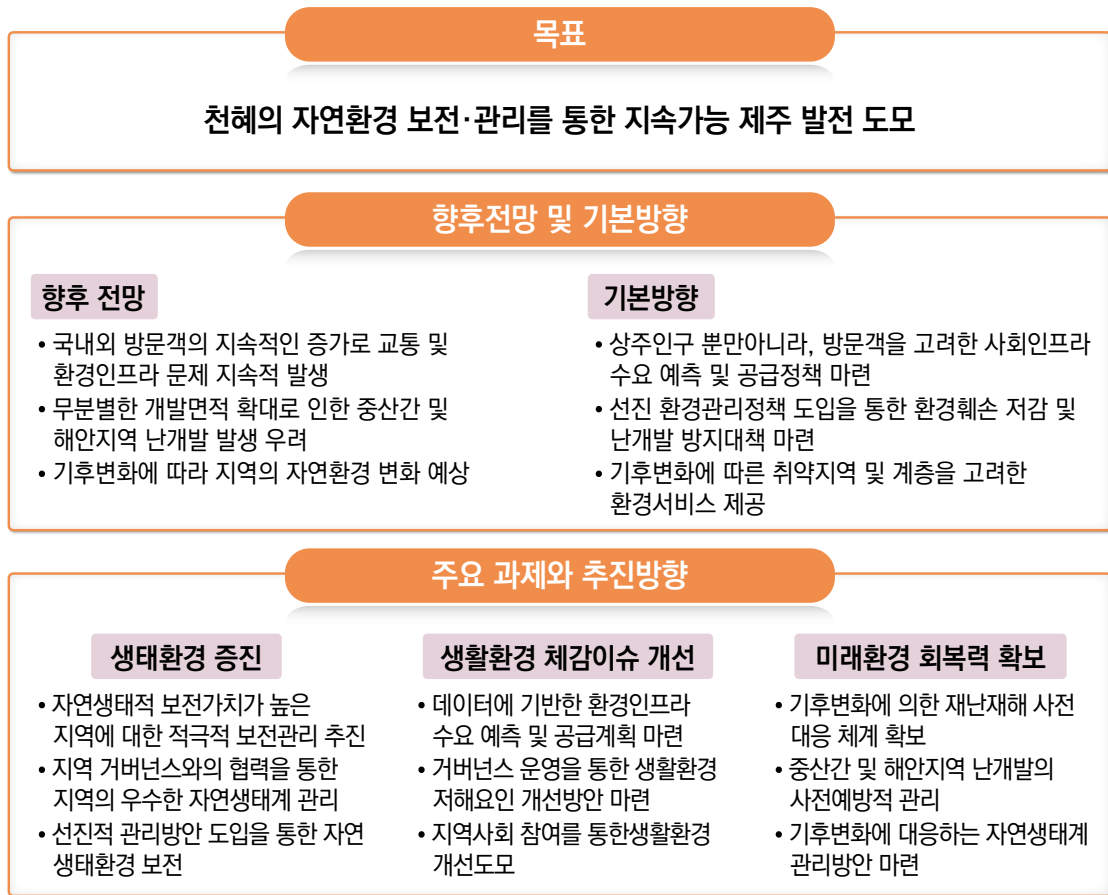 목표
천혜의 자연환경 보전·관리를 통한 지속가능 제주 발전 도모
향후전망 및 기본방향
향후 전망
• 국내외 방문객의 지속적인 증가로 교통 및
환경인프라 문제 지속적 발생
• 무분별한 개발면적 확대로 인한 중산간 및
해안지역 난개발 발생 우려
• 기후변화에 따라 지역의 자연환경 변화 예상
기본방향
• 상주인구 뿐만아니라, 방문객을 고려한 사회인프라
수요 예측 및 공급정책 마련
• 선진 환경관리정책 도입을 통한 환경훼손 저감 및
난개발 방지대책 마련
• 기후변화에 따른 취약지역 및 계층을 고려한
환경서비스 제공
주요 과제와 추진방향
생태환경 증진
• 자연생태적 보전가치가 높은
지역에 대한 적극적 보전관리 추진
• 지역 거버넌스와의 협력을 통한
지역의 우수한 자연생태계 관리
• 선진적 관리방안 도입을 통한 자연
생태환경 보전
생활환경 체감이슈 개선
• 데이터에 기반한 환경인프라
수요 예측 및 공급계획 마련
• 거버넌스 운영을 통한 생활환경
저해요인 개선방안 마련
• 지역사회 참여를 통한생활환경
개선도모
미래환경 회복력 확보
• 기후변화에 의한 재난재해 사전
대응 체계 확보
• 중산간 및 해안지역 난개발의
사전예방적 관리
• 기후변화에 대응하는 자연생태계
관리방안 마련